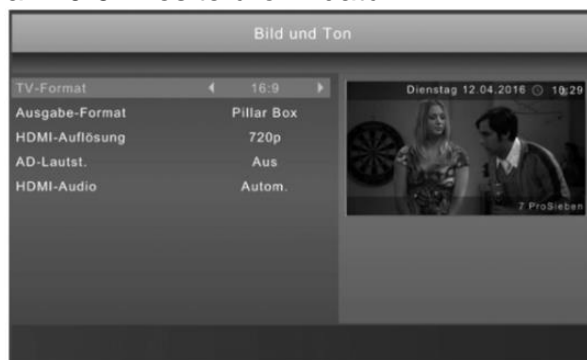 Bild und Ton
TV-Format 16:9
Ausgabe-Format Pillar Box
HDMI-Auflösung 720p
AD-Lautst. Aus
HDMI-Audio Autom.
Dienstag 12.04.2016 10:29
7 ProSieben